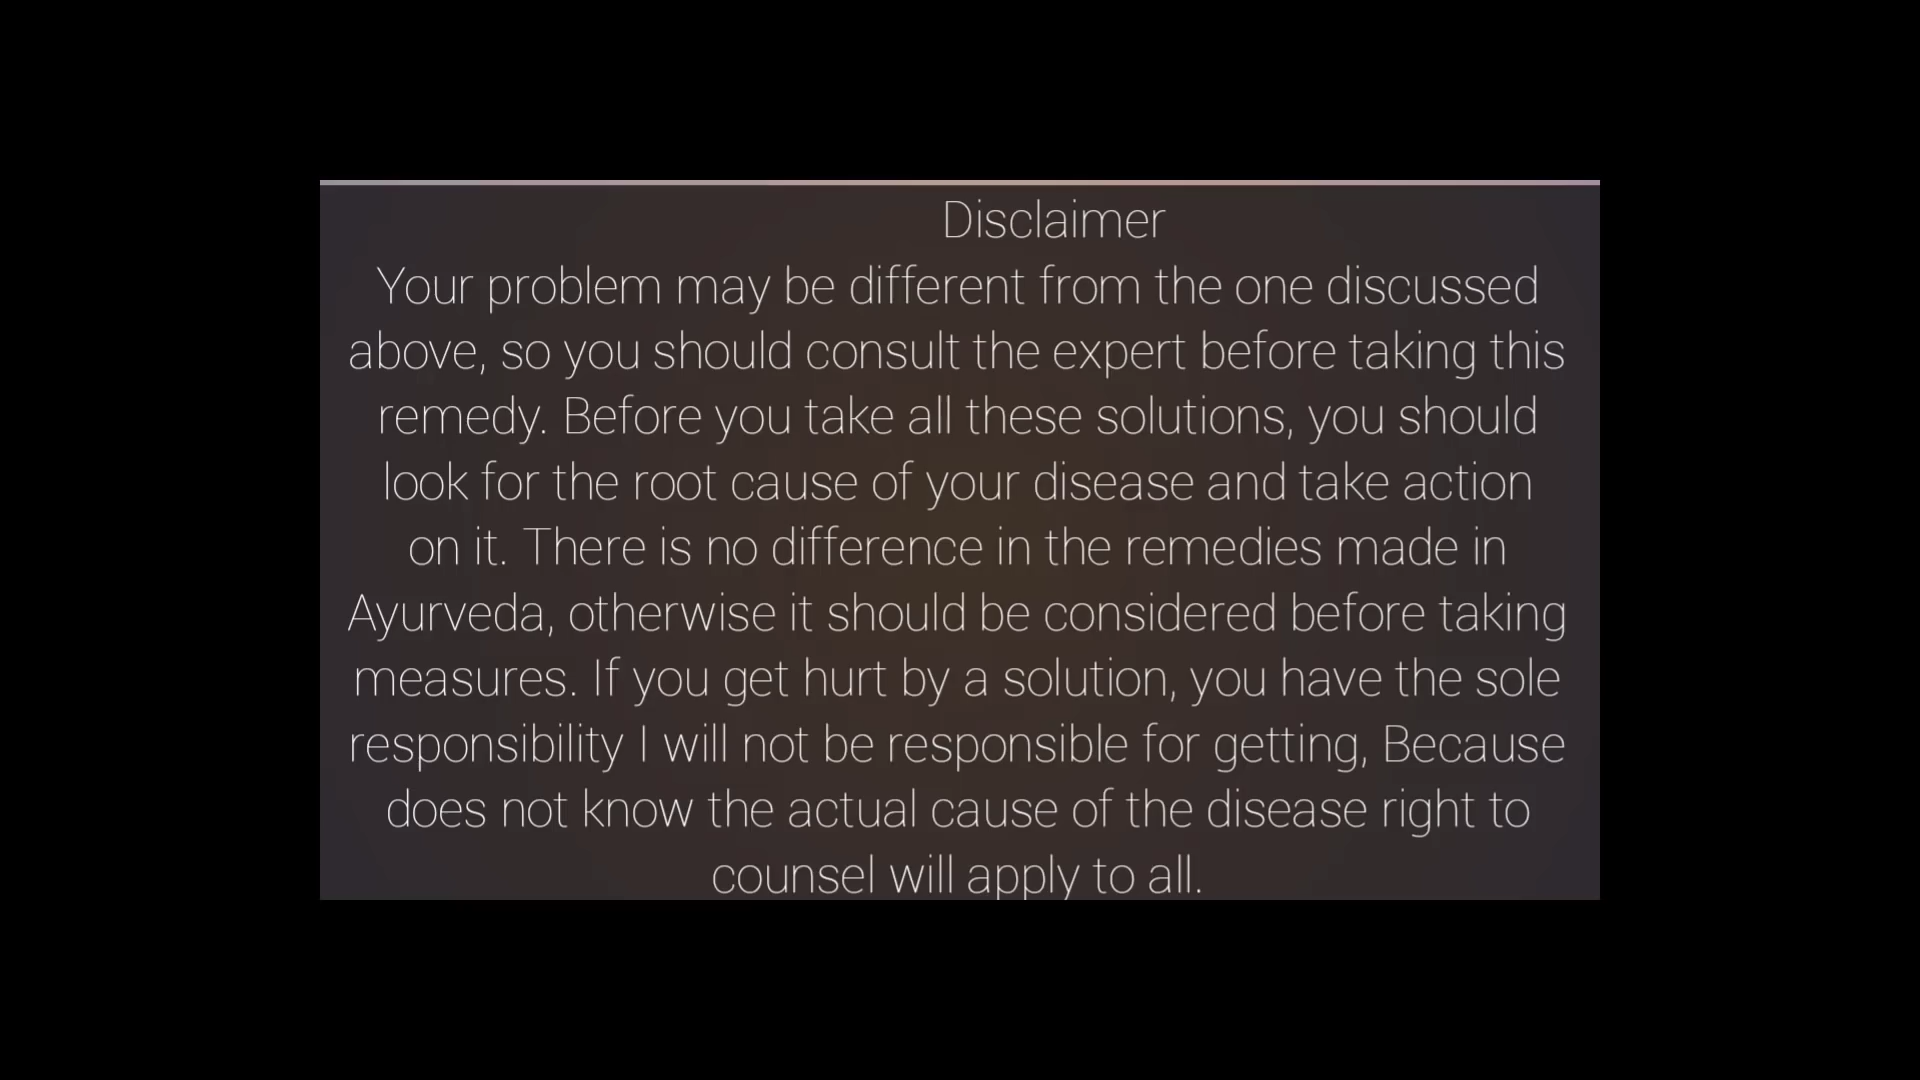 Disclaimer
Your problem may be different from the one discussed
above, so you should consult the expert before taking this
remedy. Before you take all these solutions, you should
look for the root cause of your disease and take action
on it. There is no difference in the remedies made in
Ayurveda, otherwise it should be considered before taking
measures. If you get hurt by a solution, you have the sole
responsibility I will not be responsible for getting, Because
does not know the actual cause of the disease right to
counsel will apply to all.